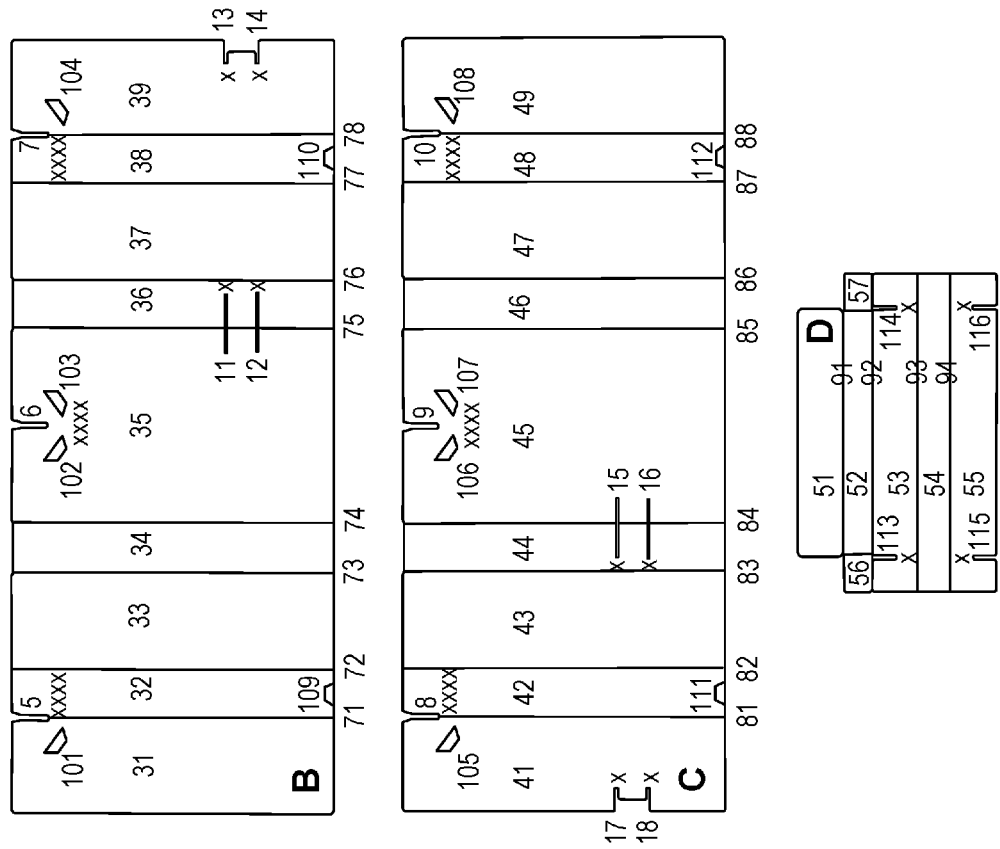 5 6 7
XXXX XXXX XXXX
101 102 103 104
31 32 33 34 35 36 37 38 39
11 X X 13
12 X X 14
B 109 110
71 72 73 74 75 76 77 78
8 9 10
XXXX XXXX XXXX
105 106 107 108
41 42 43 44 45 46 47 48 49
17 X X 15
18 X X 16
C 111 112
81 82 83 84 85 86 87 88
51 D
91
56 52 57
92
113 114
X 53 X
93
54
94
X 55 X
115 116